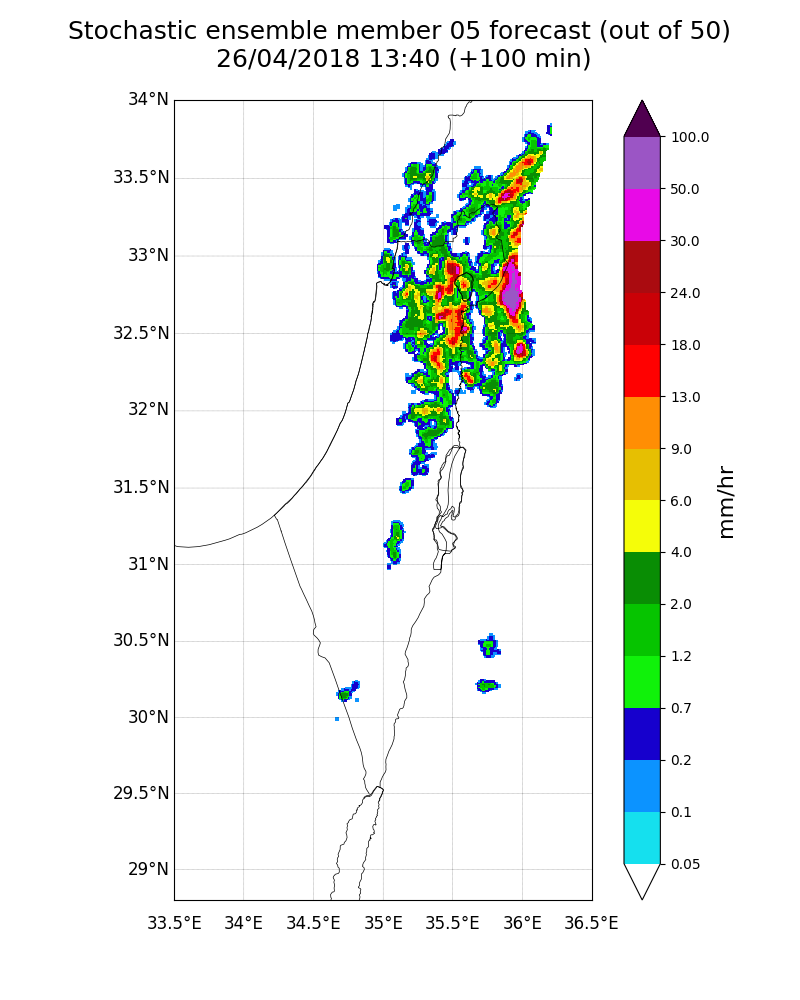 Stochastic ensemble member 05 forecast (out of 50)
26/04/2018 13:40 (+100 min)
34°N
33.5°N
33°N
32.5°N
32°N
31.5°N
31°N
30.5°N
30°N
29.5°N
29°N
33.5°E
34°E
34.5°E
35°E
35.5°E
36°E
36.5°E
100.0
50.0
30.0
24.0
18.0
13.0
9.0
6.0
4.0
2.0
1.2
0.7
0.2
0.1
0.05
mm/hr